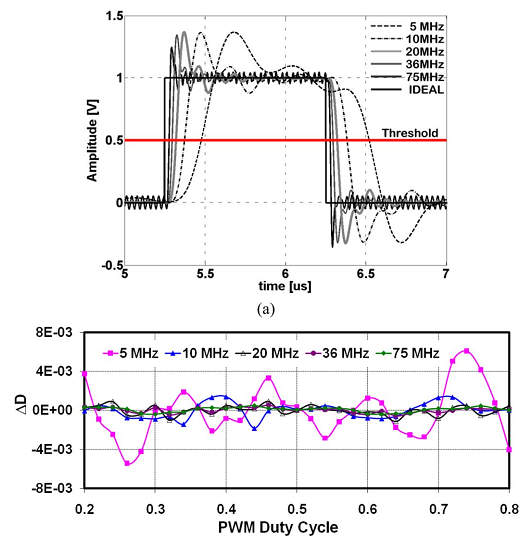 (a)
1.5
5 MHz
10MHz
20MHz
36MHz
75MHz
IDEAL
1
Amplitude [V]
Threshold
0.5
0
-0.5
5 5.5 6 6.5 7
time [us]
(a)
8E-03
5 MHz 10 MHz 20 MHz 36 MHz 75 MHz
4E-03
ΔD
0E+00
-4E-03
-8E-03
0.2 0.3 0.4 0.5 0.6 0.7 0.8
PWM Duty Cycle